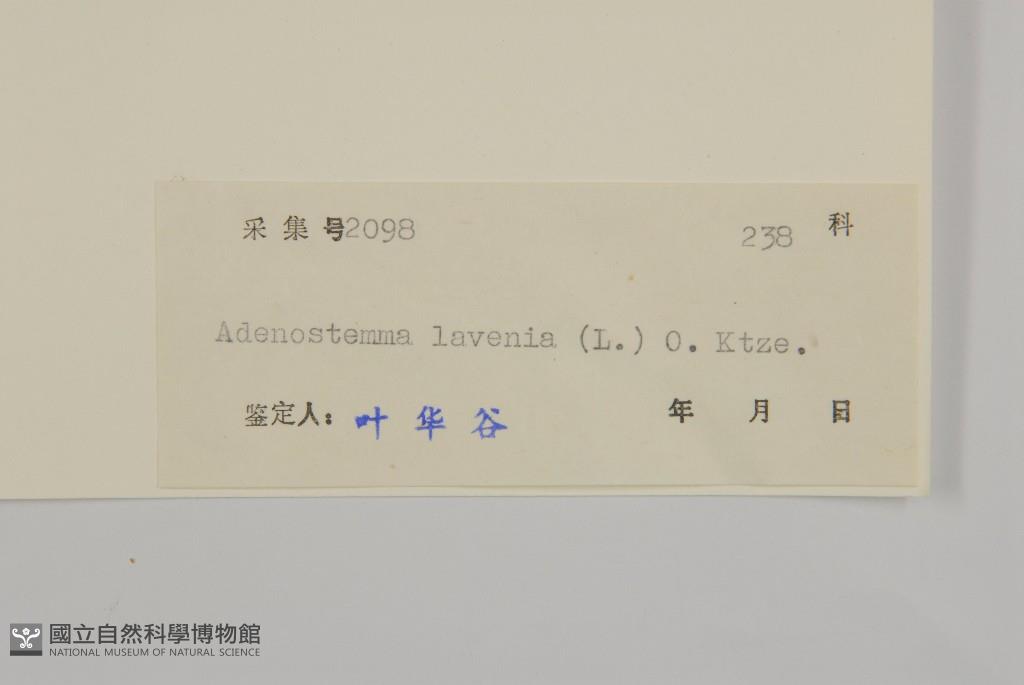 采集号2098 238 科
Adenostemma lavenia (L.) O. Ktze.
鉴定人: 叶华谷 年 月 日
國立自然科學博物館
NATIONAL MUSEUM OF NATURAL SCIENCE